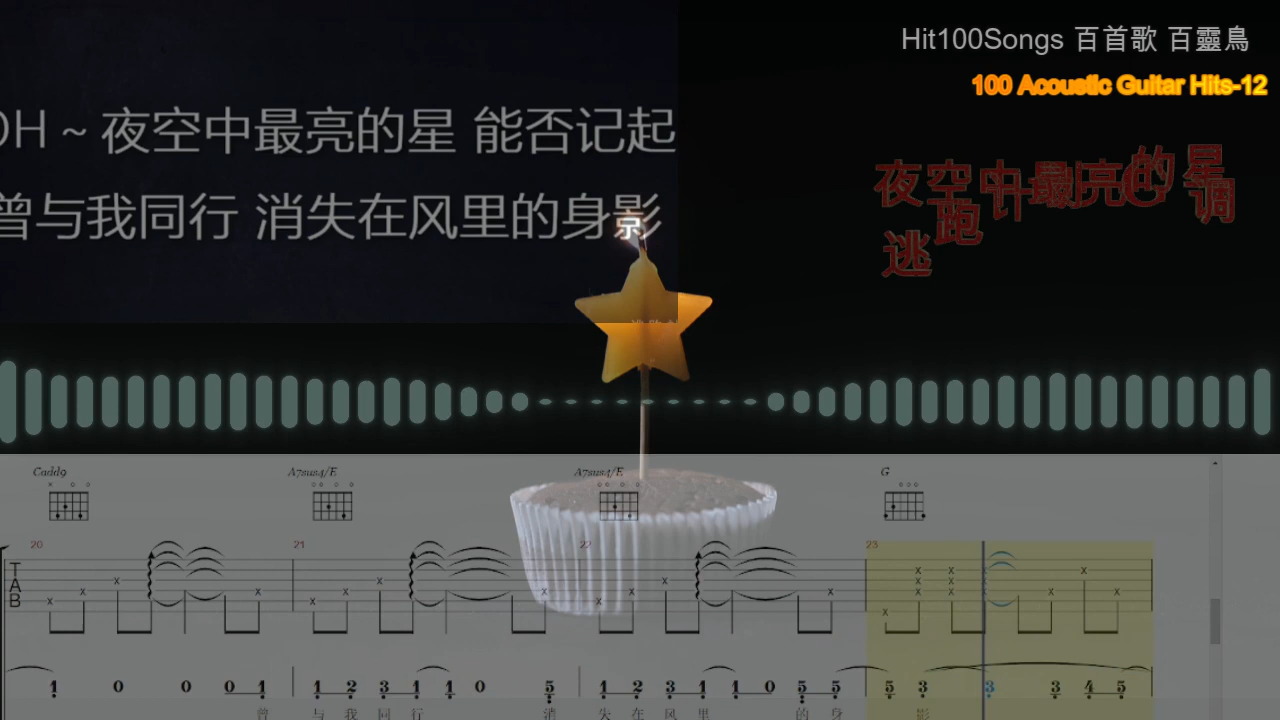 Hit100Songs 百首歌 百靈鳥
100 Acoustic Guitar Hits-12
OH ~ 夜空中最亮的星 能否记起
曾与我同行 消失在风里的身影
夜空中最亮的星
逃跑计划 调
Cadd9 A7sus4/E A7sus4/E G
20 21 22 23
T
A
B
1 0 0 0 1 1 2 3 1 1 0 5 1 2 3 1 1 0 5 5 5 3 3 3 4 5
曾 与 我 同 行 消 失 在 风 里 的 身 影